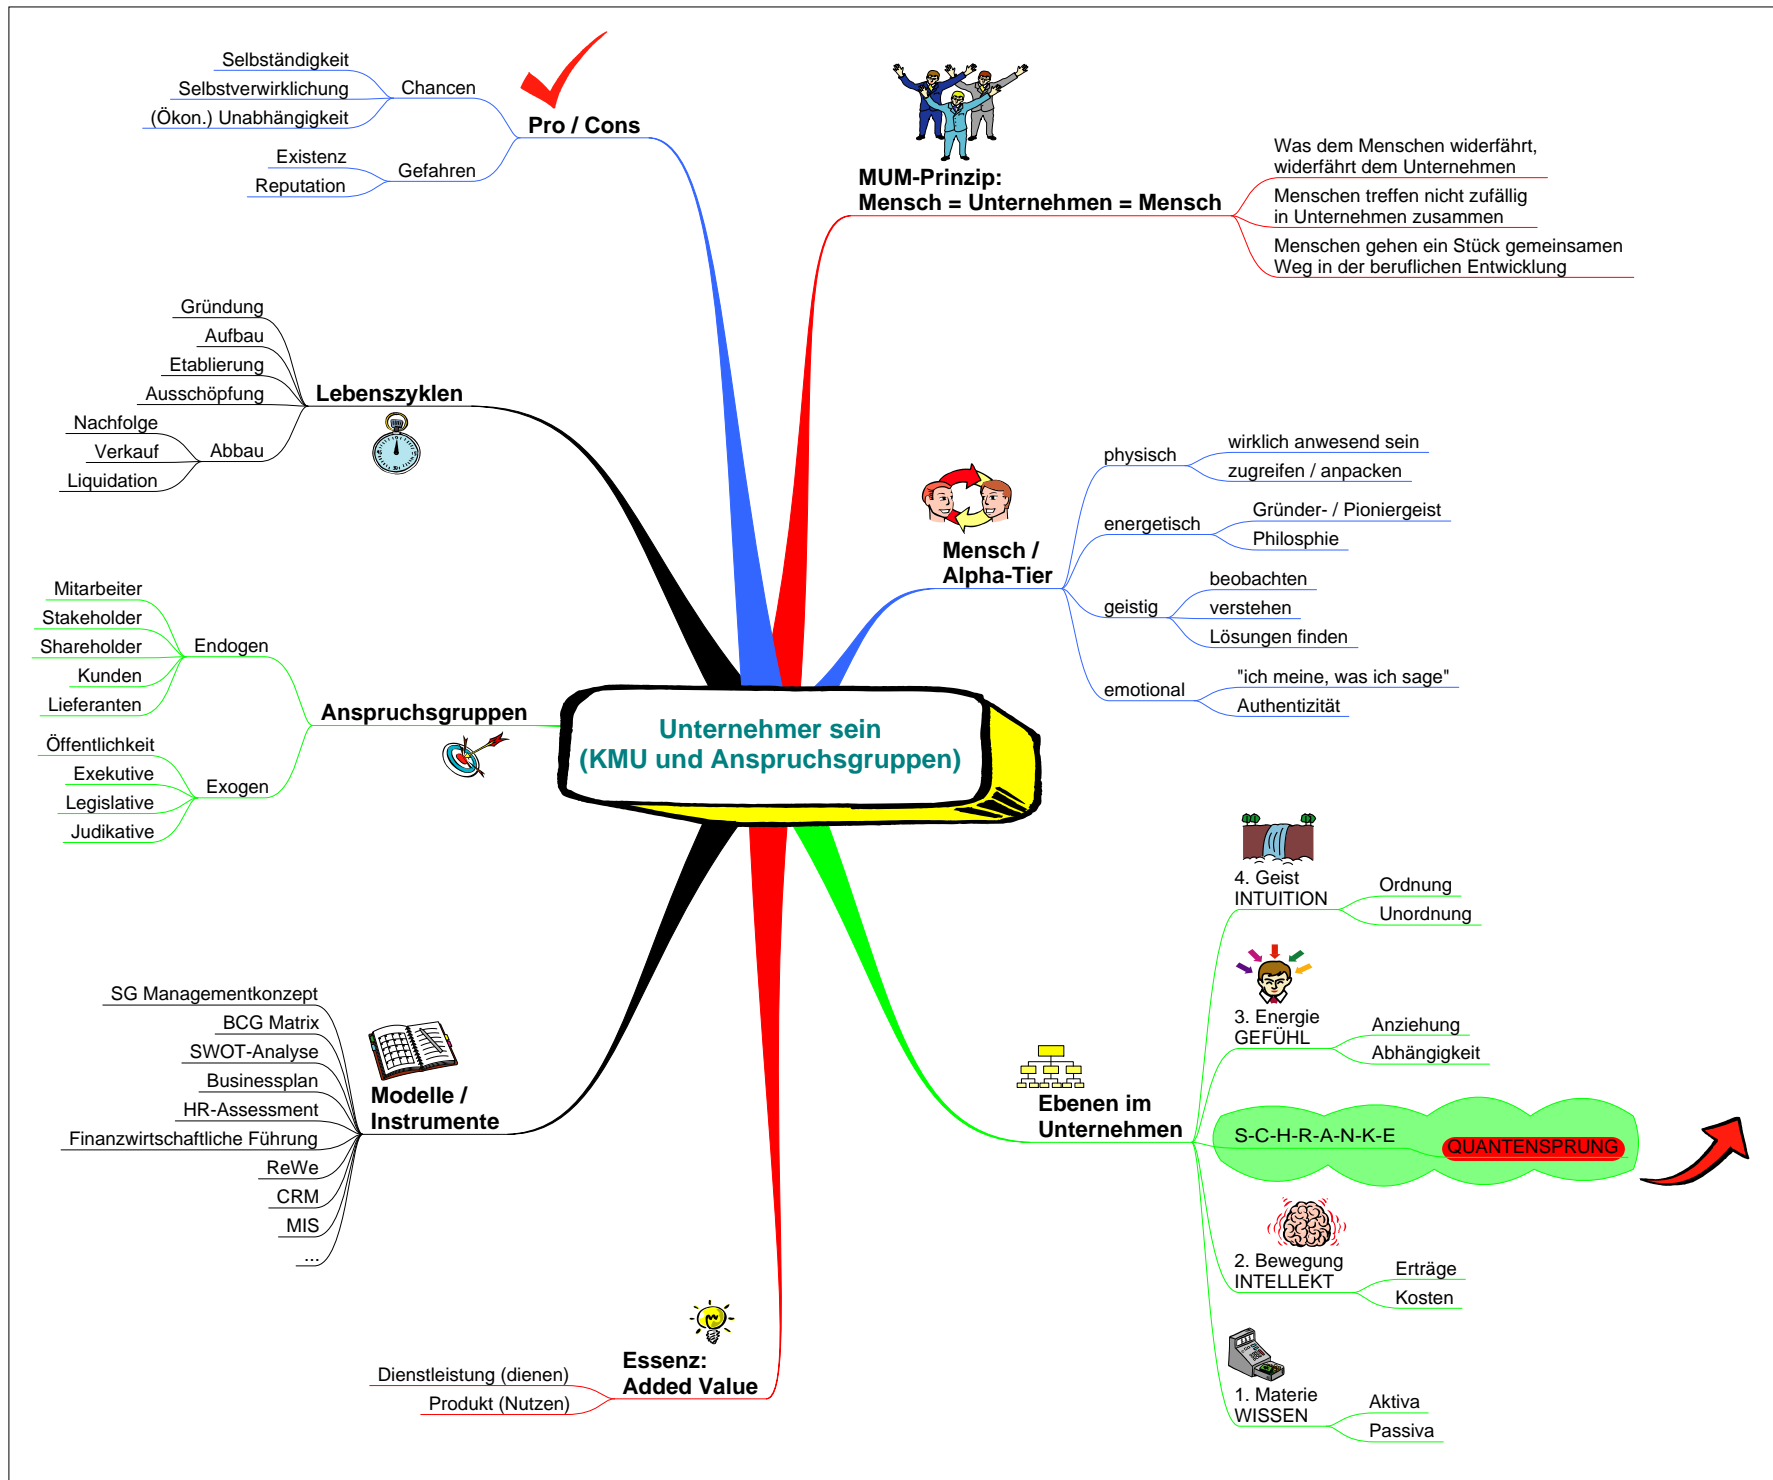 Unternehmer sein
(KMU und Anspruchsgruppen)
MUM-Prinzip:
Mensch = Unternehmen = Mensch
Was dem Menschen widerfährt,
widerfährt dem Unternehmen
Menschen treffen nicht zufällig
in Unternehmen zusammen
Menschen gehen ein Stück gemeinsamen
Weg in der beruflichen Entwicklung
Mensch /
Alpha-Tier
physisch
wirklich anwesend sein
zugreifen / anpacken
energetisch
Gründer- / Pioniergeist
Philosphie
geistig
beobachten
verstehen
Lösungen finden
emotional
"ich meine, was ich sage"
Authentizität
Ebenen im
Unternehmen
4. Geist
INTUITION
Ordnung
Unordnung
3. Energie
GEFÜHL
Anziehung
Abhängigkeit
S-C-H-R-A-N-K-E
QUANTENSPRUNG
2. Bewegung
INTELLEKT
Erträge
Kosten
1. Materie
WISSEN
Aktiva
Passiva
Essenz:
Added Value
Dienstleistung (dienen)
Produkt (Nutzen)
Modelle /
Instrumente
SG Managementkonzept
BCG Matrix
SWOT-Analyse
Businessplan
HR-Assessment
Finanzwirtschaftliche Führung
ReWe
CRM
MIS
...
Anspruchsgruppen
Endogen
Mitarbeiter
Stakeholder
Shareholder
Kunden
Lieferanten
Exogen
Öffentlichkeit
Exekutive
Legislative
Judikative
Lebenszyklen
Gründung
Aufbau
Etablierung
Ausschöpfung
Abbau
Nachfolge
Verkauf
Liquidation
Pro / Cons
Chancen
Selbständigkeit
Selbstverwirklichung
(Ökon.) Unabhängigkeit
Gefahren
Existenz
Reputation